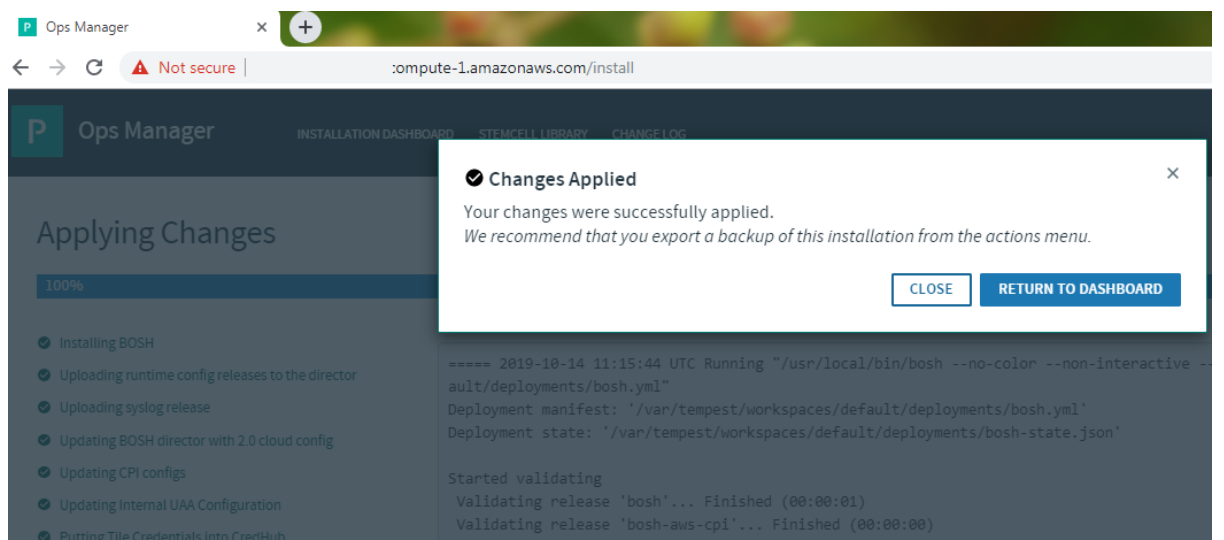 P Ops Manager × +
Not secure | :ompute-1.amazonaws.com/install
P Ops Manager INSTALLATION DASHBOARD STEMCELL LIBRARY CHANGE LOG
Changes Applied ×
Your changes were successfully applied.
We recommend that you export a backup of this installation from the actions menu.
CLOSE RETURN TO DASHBOARD
Applying Changes
100%
Installing BOSH
Uploading runtime config releases to the director
Uploading syslog release
Updating BOSH director with 2.0 cloud config
Updating CPI configs
Updating Internal UAA Configuration
Putting Tile Credentials into CredHub
===== 2019-10-14 11:15:44 UTC Running "/usr/local/bin/bosh --no-color --non-interactive --
ault/deployments/bosh.yml"
Deployment manifest: '/var/tempest/workspaces/default/deployments/bosh.yml'
Deployment state: '/var/tempest/workspaces/default/deployments/bosh-state.json'
Started validating
Validating release 'bosh'... Finished (00:00:01)
Validating release 'bosh-aws-cpi'... Finished (00:00:00)